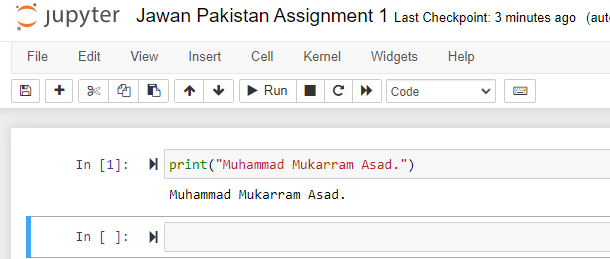 jupyter Jawan Pakistan Assignment 1 Last Checkpoint: 3 minutes ago (aut
File Edit View Insert Cell Kernel Widgets Help
Run Code
In [1]: print("Muhammad Mukarram Asad.")
Muhammad Mukarram Asad.
In [ ]: